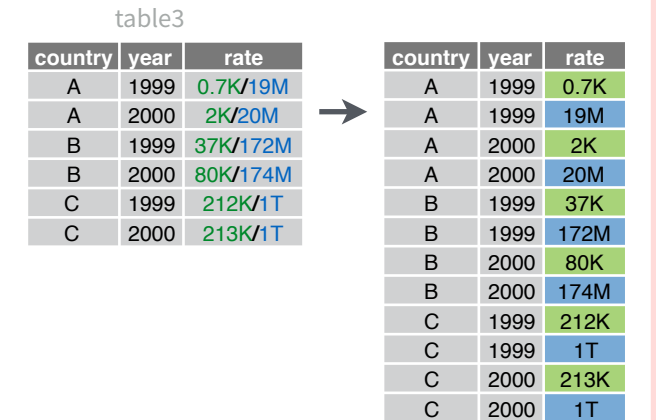 table3
country year rate
A 1999 0.7K/19M
A 2000 2K/20M
B 1999 37K/172M
B 2000 80K/174M
C 1999 212K/1T
C 2000 213K/1T
country year rate
A 1999 0.7K
A 1999 19M
A 2000 2K
A 2000 20M
B 1999 37K
B 1999 172M
B 2000 80K
B 2000 174M
C 1999 212K
C 1999 1T
C 2000 213K
C 2000 1T